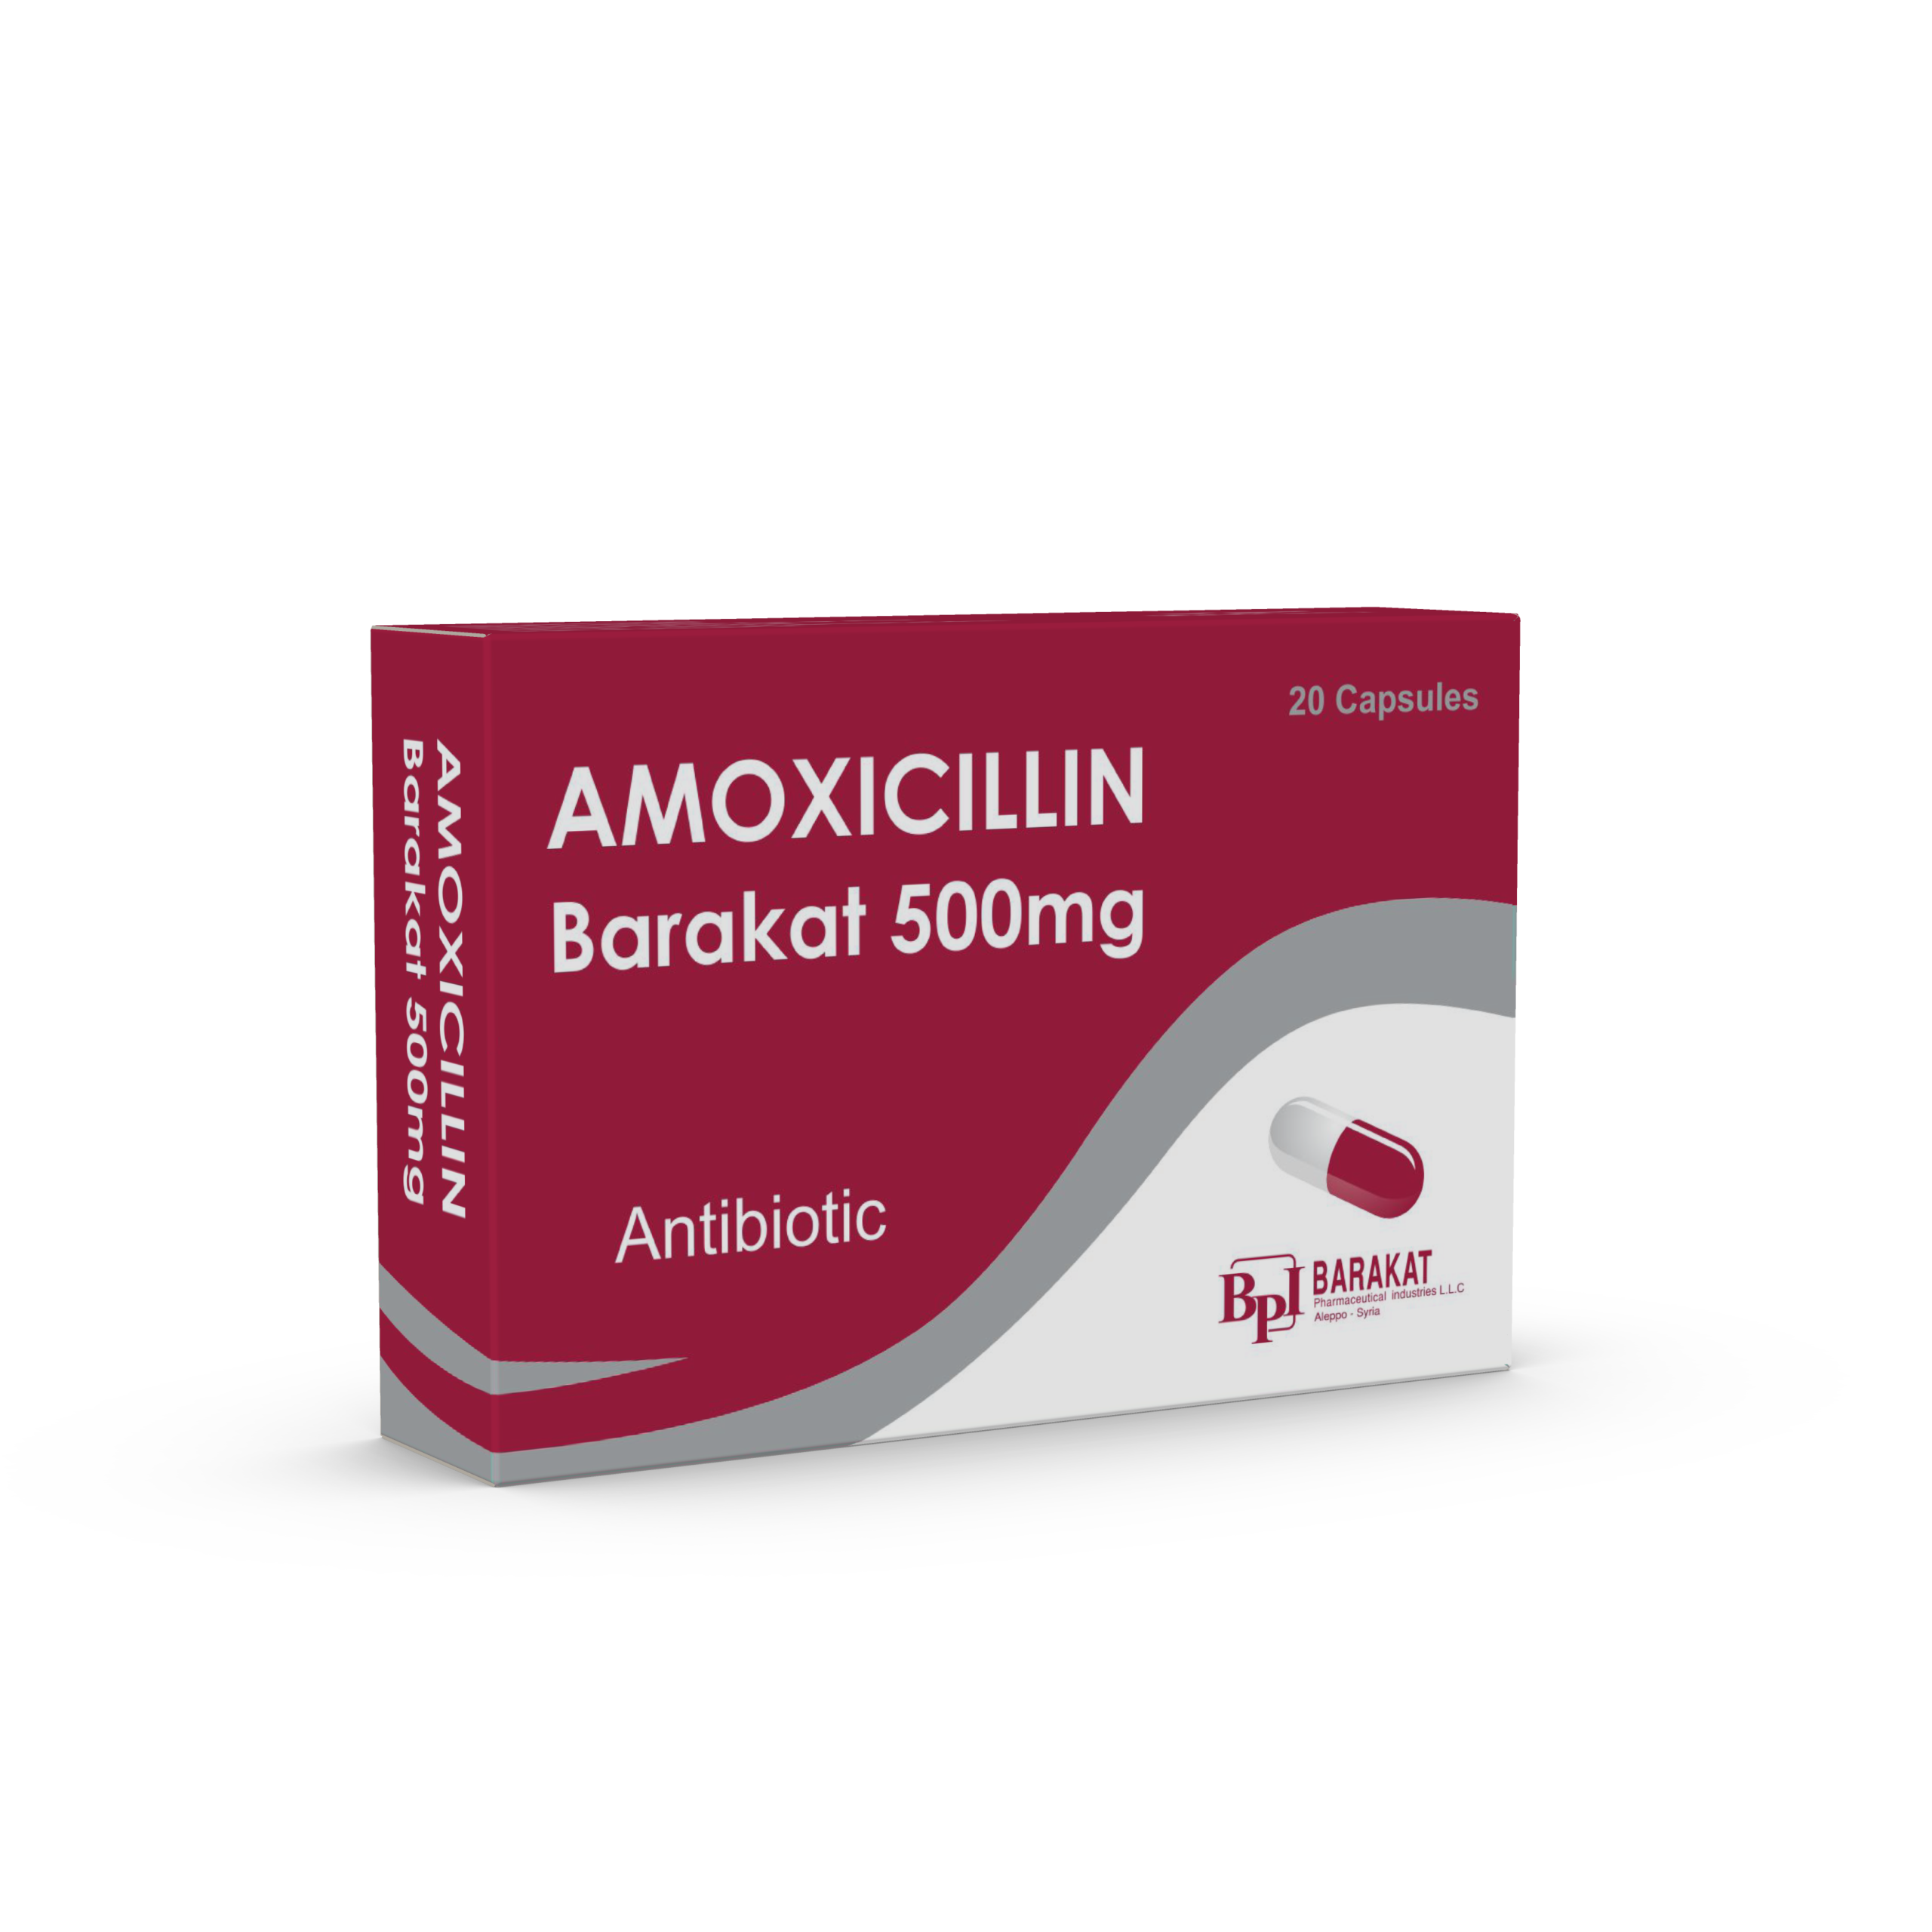 20 Capsules
AMOXICILLIN
Barakat 500mg
Antibiotic
BPI
BARAKAT
Pharmaceutical industries L.L.C
Aleppo - Syria
AMOXICILLIN
Barakat 500mg